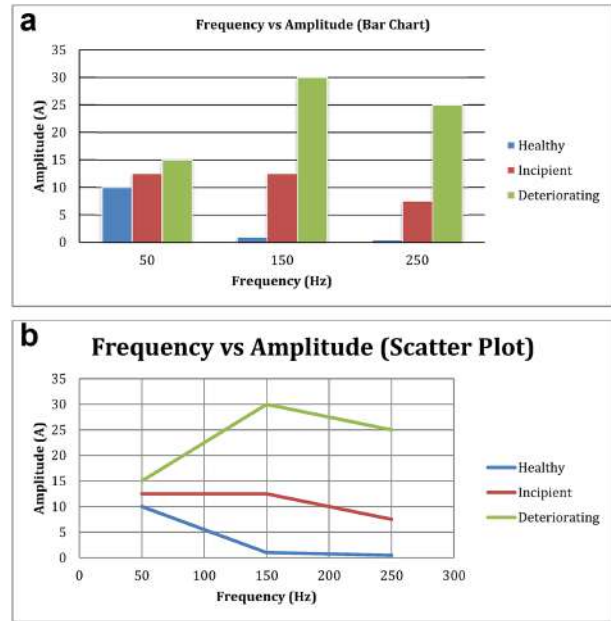 a
Frequency vs Amplitude (Bar Chart)
35
30
25
20
15
10
5
0
Amplitude (A)
50 150 250
Frequency (Hz)
Healthy
Incipient
Deteriorating
b
Frequency vs Amplitude (Scatter Plot)
35
30
25
20
15
10
5
0
Amplitude (A)
0 50 100 150 200 250 300
Frequency (Hz)
Healthy
Incipient
Deteriorating